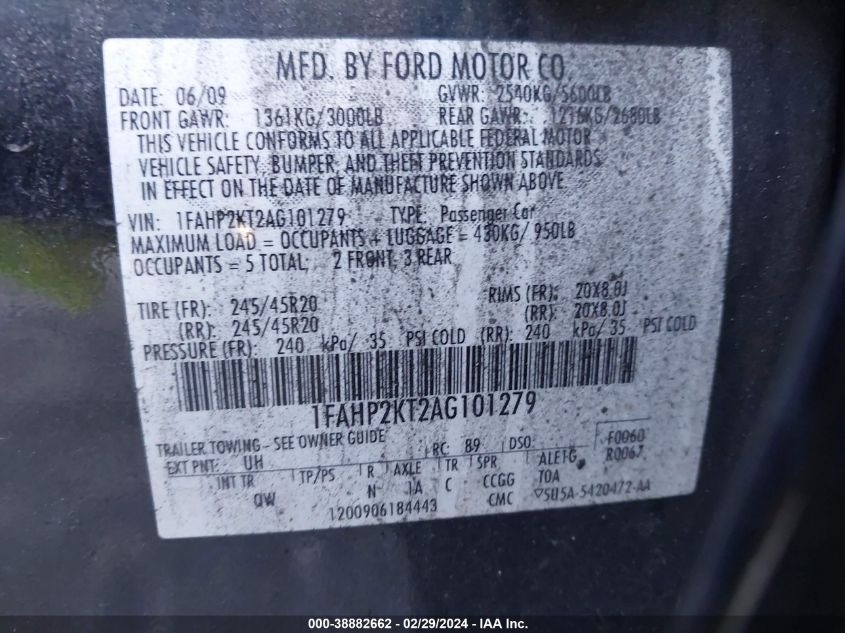 MFD. BY FORD MOTOR CO
DATE: 06/09 GVWR: 2540KG/5600LB
FRONT GAWR: 1361KG/3000LB REAR GAWR: 1216KG/2680LB
THIS VEHICLE CONFORMS TO ALL APPLICABLE FEDERAL MOTOR
VEHICLE SAFETY, BUMPER, AND THEFT PREVENTION STANDARDS
IN EFFECT ON THE DATE OF MANUFACTURE SHOWN ABOVE.
VIN: 1FAHP2KT2AG101279 TYPE: Passenger Car
MAXIMUM LOAD = OCCUPANTS + LUGGAGE = 430KG/ 950LB
OCCUPANTS = 5 TOTAL; 2 FRONT, 3 REAR
TIRE (FR): 245/45R20 RIMS (FR): 20X8.0J
(RR): 245/45R20 (RR): 20X8.0J
PRESSURE (FR): 240 kPa/ 35 PSI COLD (RR): 240 kPa/ 35 PSI COLD
1FAHP2KT2AG101279
TRAILER TOWING - SEE OWNER GUIDE
EXT PNT: UH RC: 89 DSO: F0060
R0067
INT TR TP/PS R AXLE TR SPR
QW N IA C CCGG TOA
1200906184443 CMC ▽5U5A-5420472-AA
000-38882662 - 02/29/2024 - IAA Inc.